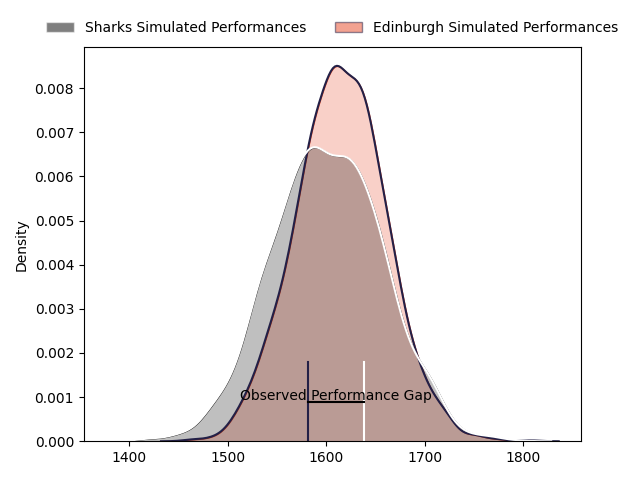 Sharks Simulated Performances
Edinburgh Simulated Performances
0.008
0.007
0.006
0.005
0.004
0.003
0.002
0.001
0.000
Density
Observed Performance Gap
1400 1500 1600 1700 1800